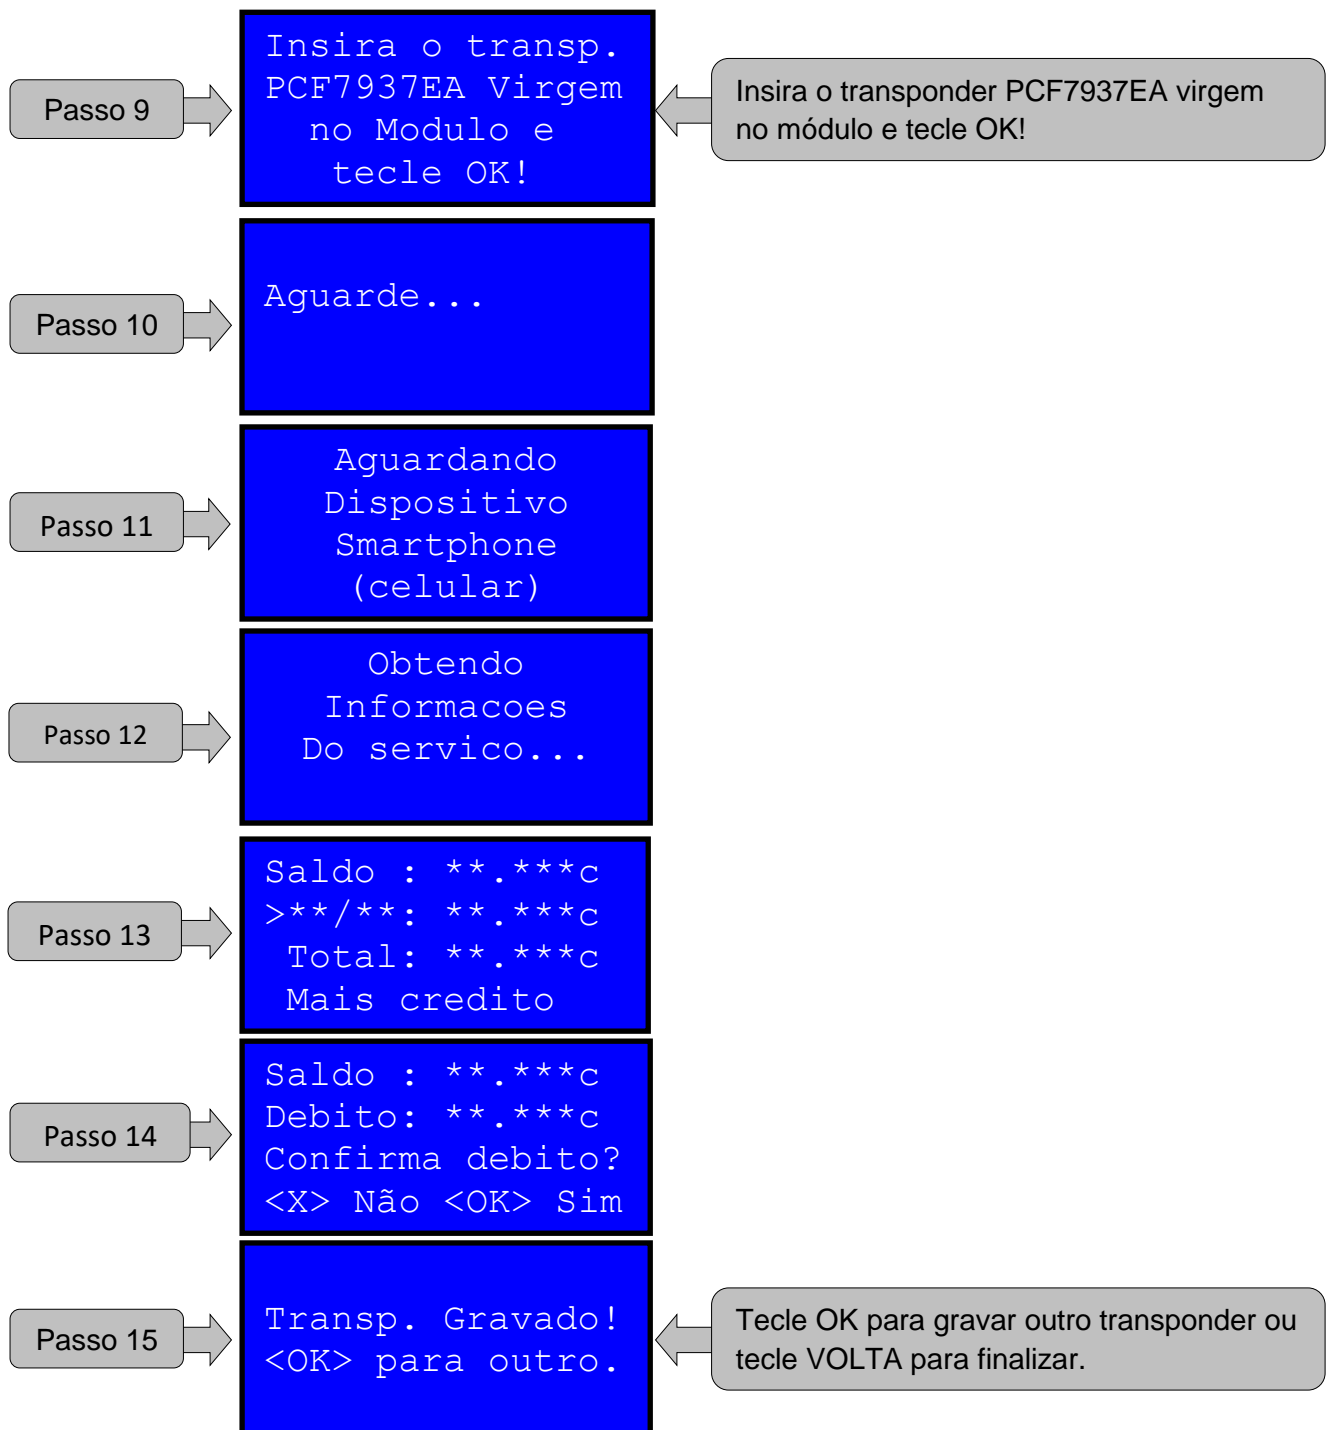 Passo 9
Insira o transp.
PCF7937EA Virgem
no Modulo e
tecle OK!
Insira o transponder PCF7937EA virgem
no módulo e tecle OK!
Passo 10
Aguarde...
Passo 11
Aguardando
Dispositivo
Smartphone
(celular)
Passo 12
Obtendo
Informacoes
Do servico...
Passo 13
Saldo : **.***c
>**/**: **.***c
Total: **.***c
Mais credito
Passo 14
Saldo : **.***c
Debito: **.***c
Confirma debito?
<X> Não <OK> Sim
Passo 15
Transp. Gravado!
<OK> para outro.
Tecle OK para gravar outro transponder ou
tecle VOLTA para finalizar.